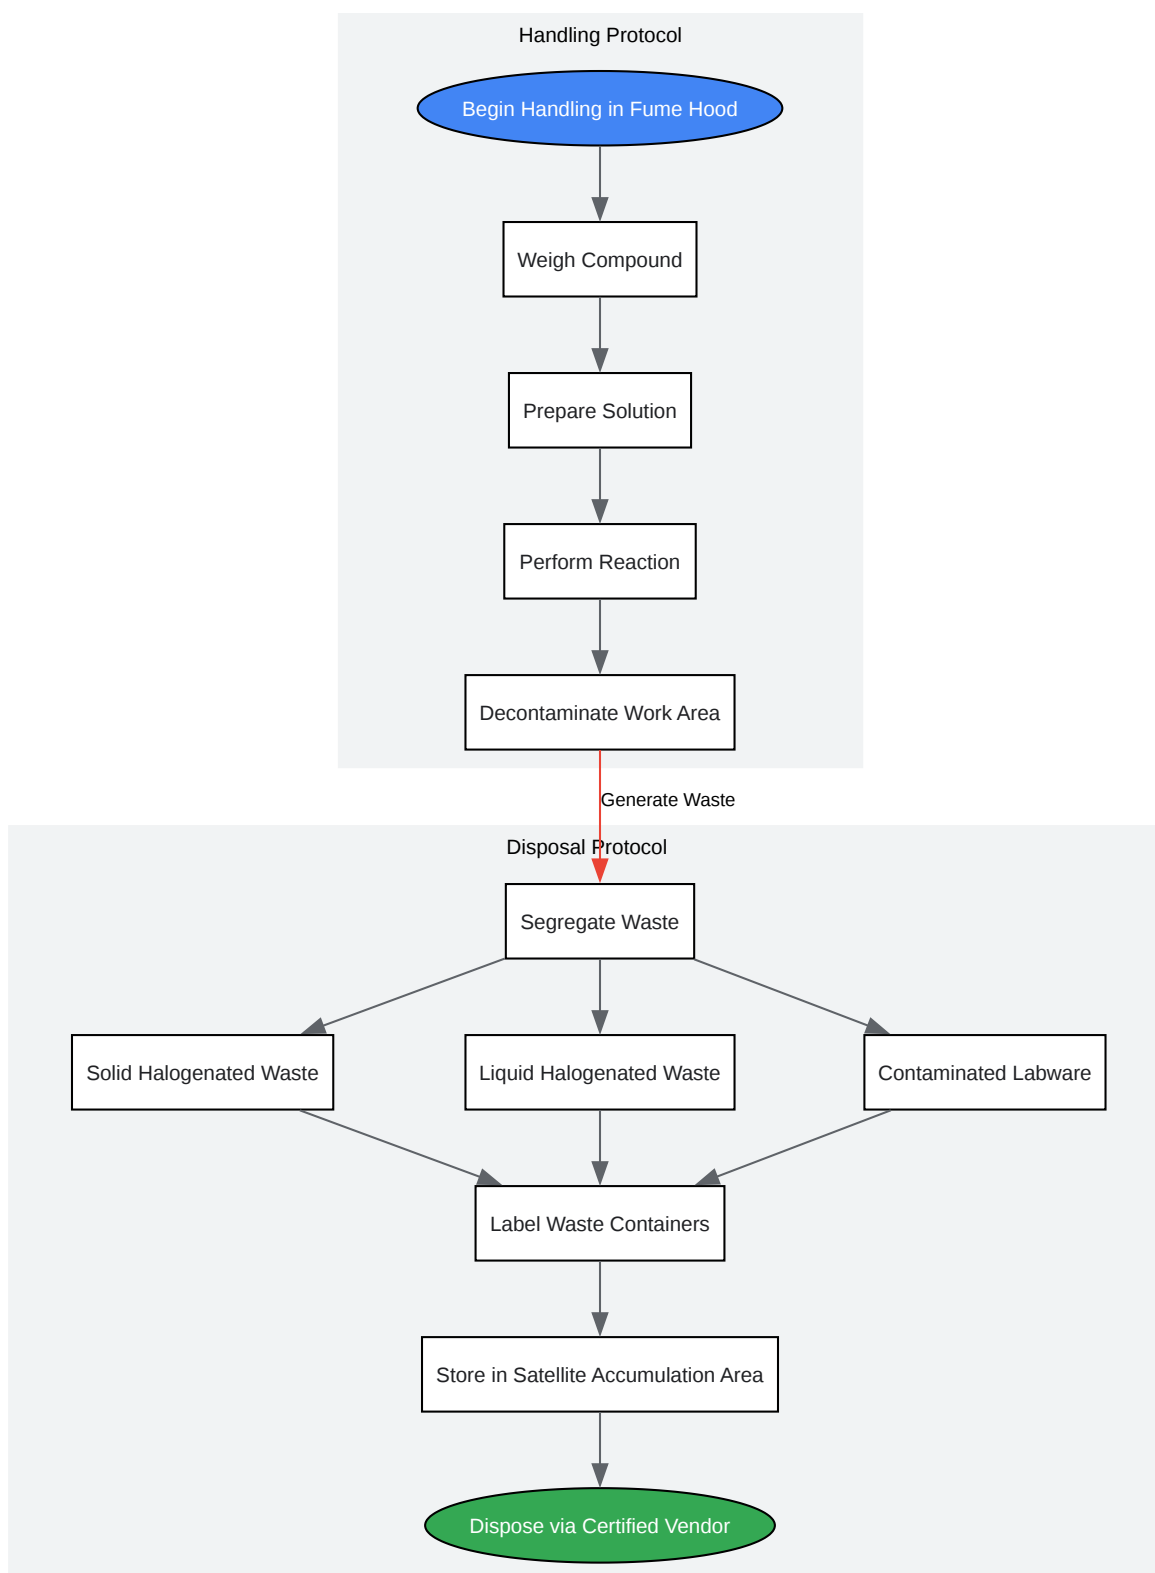 Handling Protocol
Begin Handling in Fume Hood
Weigh Compound
Prepare Solution
Perform Reaction
Decontaminate Work Area
Generate Waste
Disposal Protocol
Segregate Waste
Solid Halogenated Waste
Liquid Halogenated Waste
Contaminated Labware
Label Waste Containers
Store in Satellite Accumulation Area
Dispose via Certified Vendor